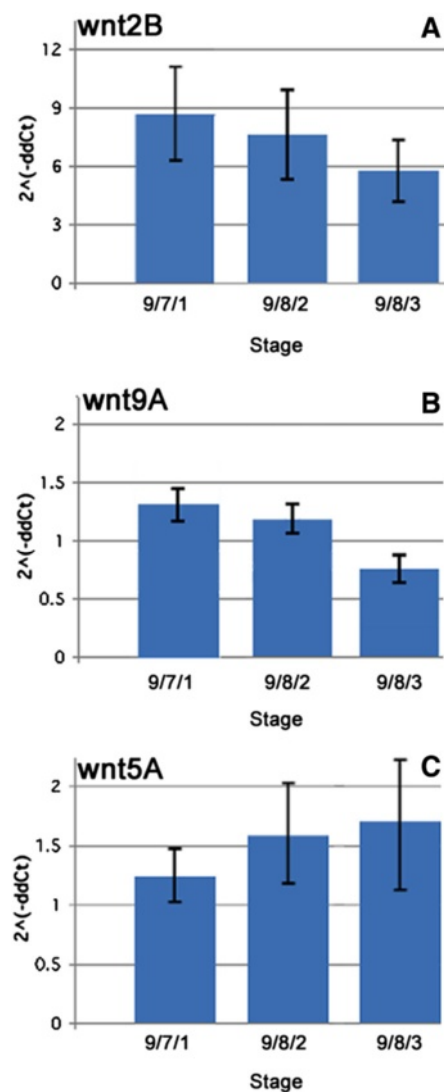 wnt2B A
12
9
6
3
0
2^(-ddCt)
9/7/1 9/8/2 9/8/3
Stage
wnt9A B
2
1.5
1
0.5
0
2^(-ddCt)
9/7/1 9/8/2 9/8/3
Stage
wnt5A C
2
1.5
1
0.5
0
2^(-ddCt)
9/7/1 9/8/2 9/8/3
Stage